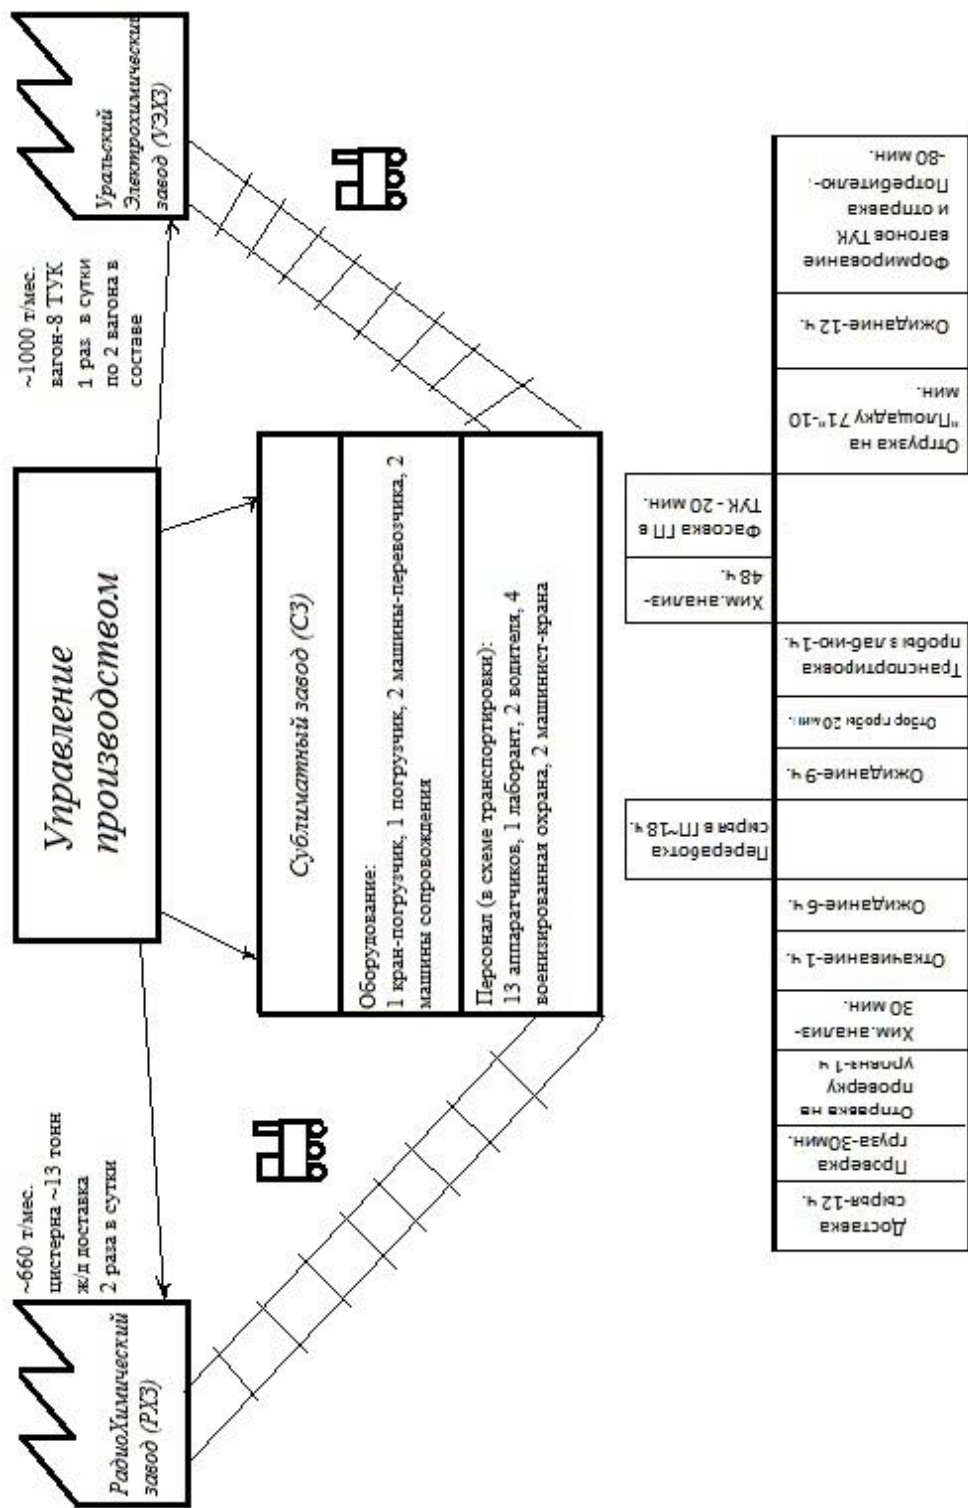 РадиоХимический
завод (РХЗ)
~660 т/мес.
цистерна ~13 тонн
ж/д доставка
2 раза в сутки
Управление
производством
~1000 т/мес.
вагон-8 ТУК
1 раз в сутки
по 2 вагона в
составе
Уральский
Электрохимический
завод (УЭХЗ)
Сублиматный завод (СЗ)
Оборудование:
1 кран-погрузчик, 1 погрузчик, 2 машины-перевозчика, 2
машины сопровождения
Персонал (в схеме транспортировки):
13 аппаратчиков, 1 лаборант, 2 водителя, 4
военизированная охрана, 2 машинист-крана
Доставка
сырья-12 ч.
Проверка
груза-30мин.
Отправка на
проверку
уровня-1 ч
Хим.анализ-
30 мин.
Откачивание-1 ч.
Ожидание-6 ч.
Переработка
сырья в ГП~18 ч.
Ожидание-9 ч.
Отбор пробы 20мин.
Транспортировка
пробы в лаб-ию-1ч.
Хим.анализ-
48 ч.
Фасовка ГП в
ТУК - 20 мин.
Отгрузка на
"Площадку 71"-10
мин.
Ожидание-12 ч.
Формирование
вагонов ТУК
и отправка
Потребителю-
-80 мин.